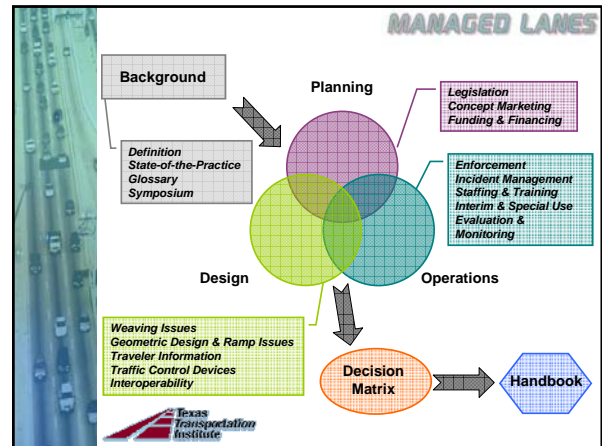 MANAGED LANES
Background
Planning
Legislation
Concept Marketing
Funding & Financing
Definition
State-of-the-Practice
Glossary
Symposium
Enforcement
Incident Management
Staffing & Training
Interim & Special Use
Evaluation &
Monitoring
Design
Operations
Weaving Issues
Geometric Design & Ramp Issues
Traveler Information
Traffic Control Devices
Interoperability
Decision
Matrix
Handbook
Texas
Transportation
Institute